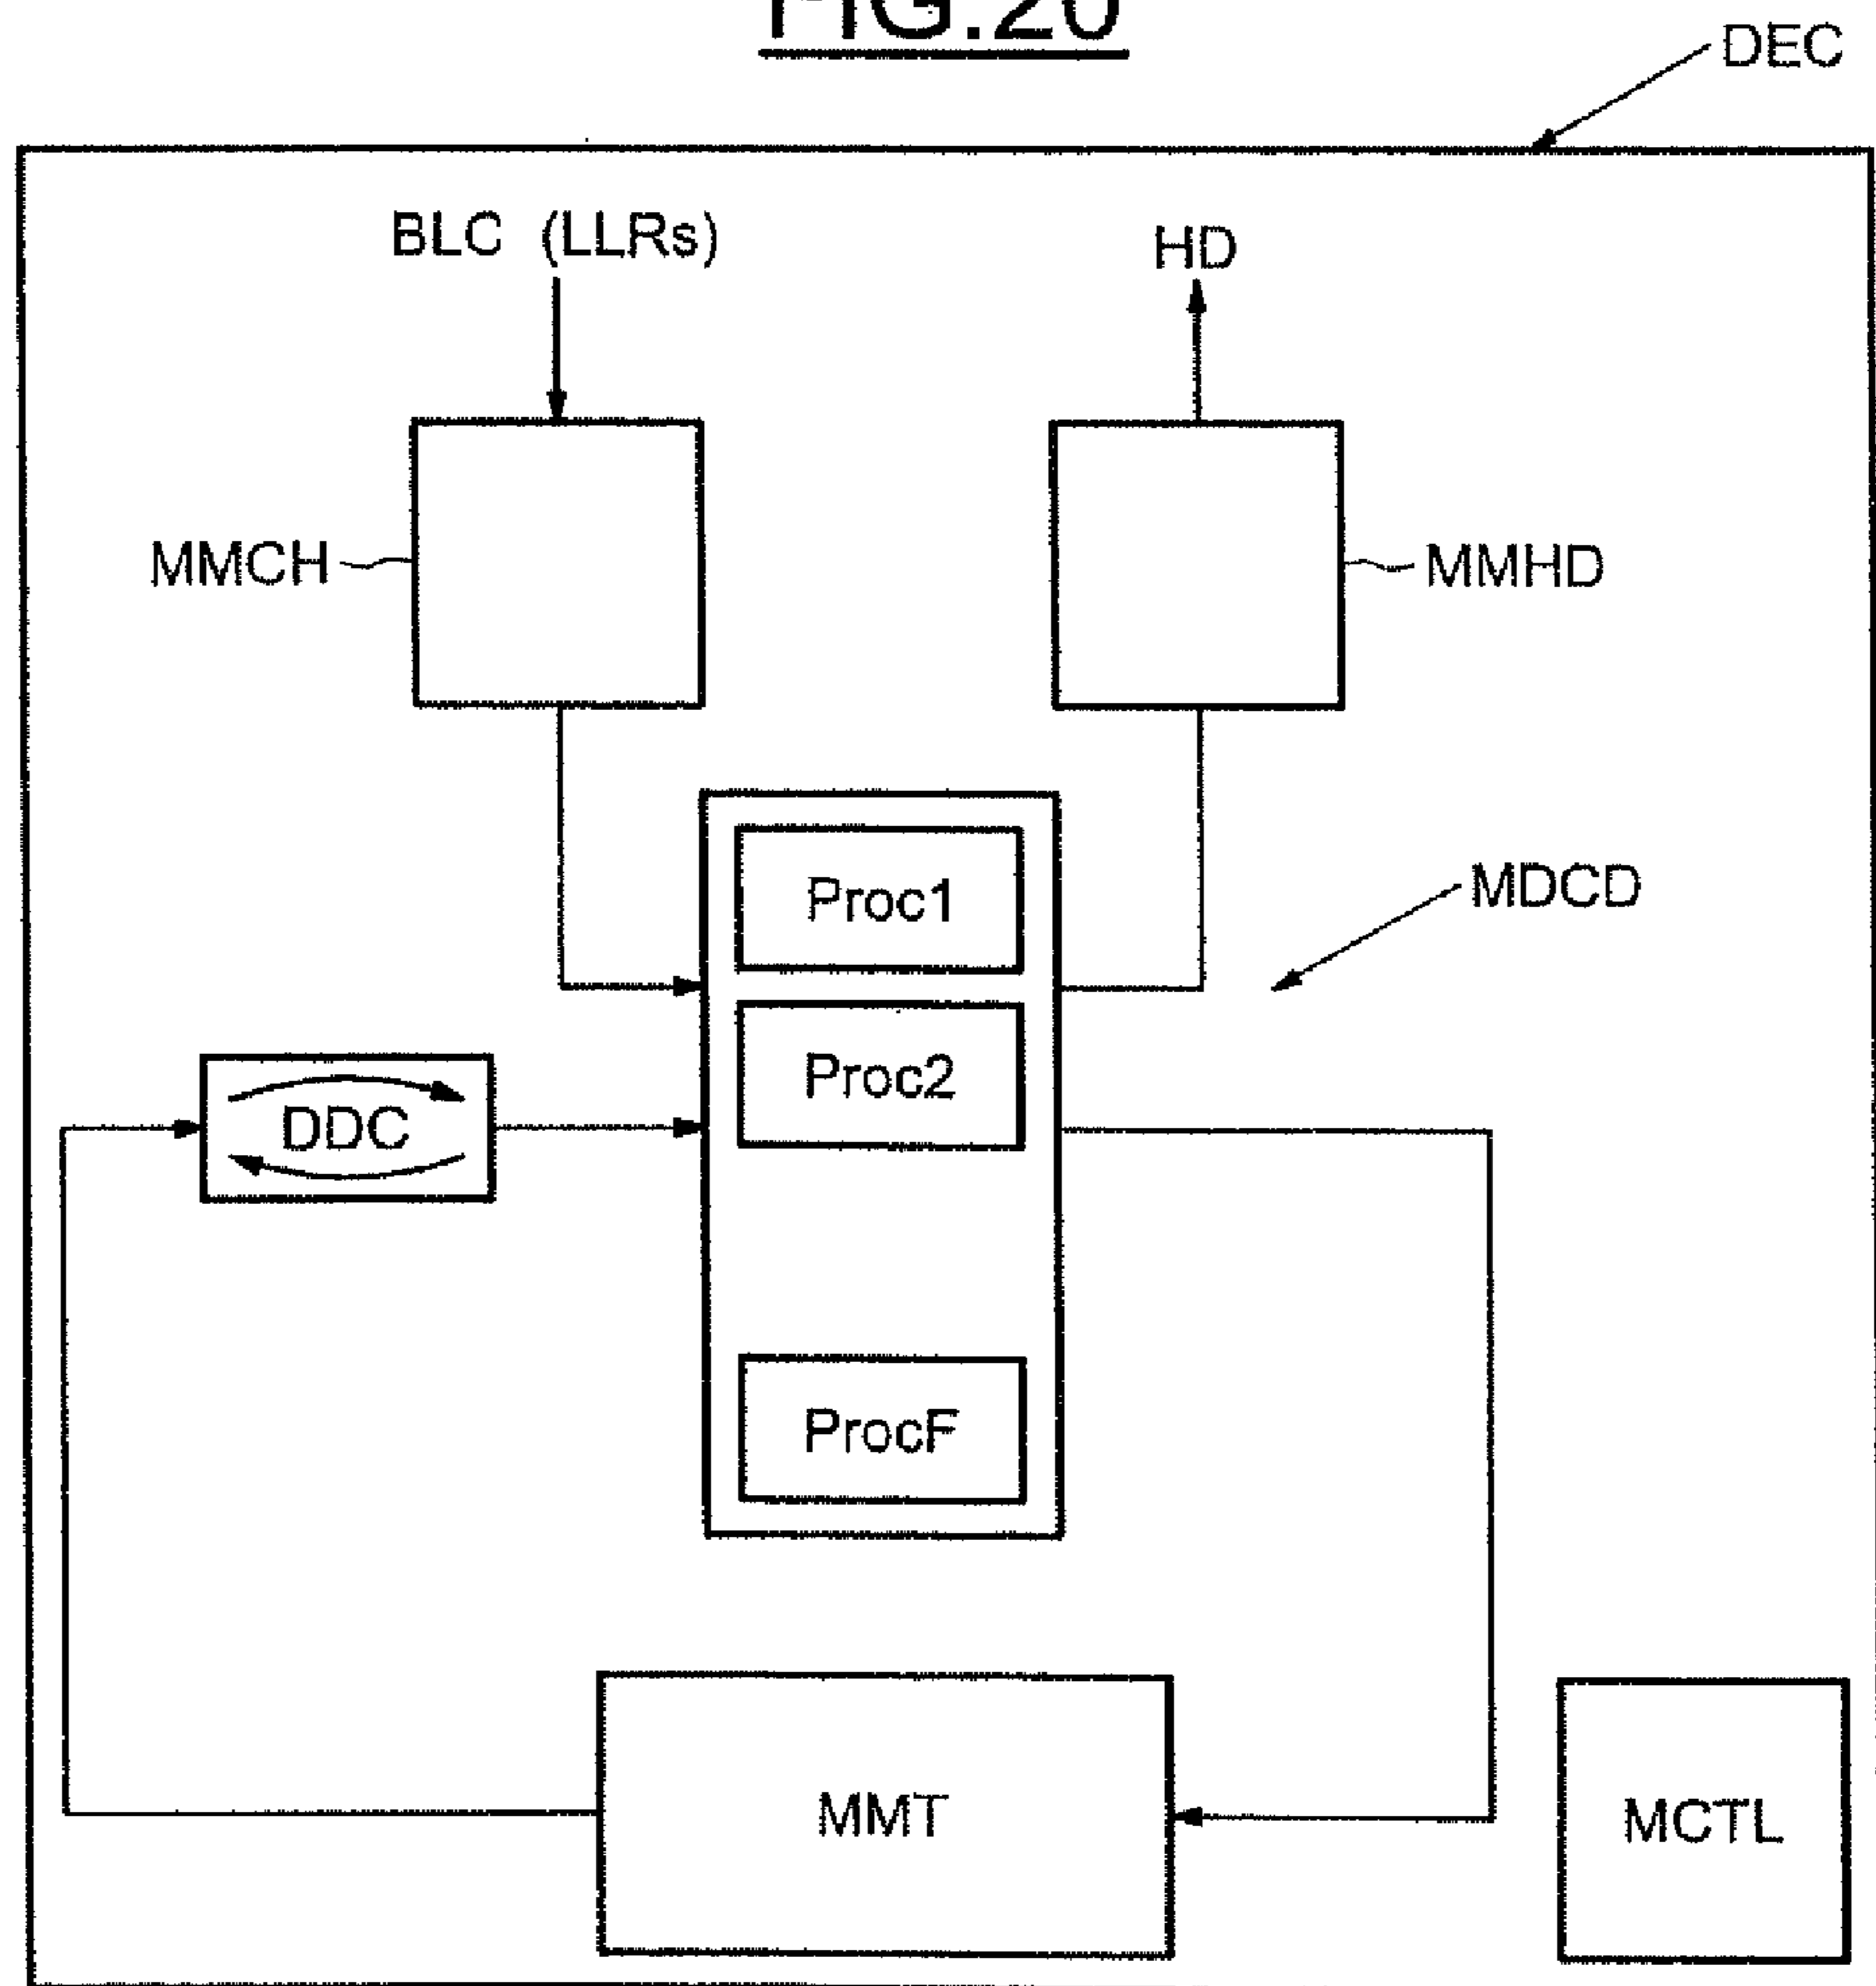 FIG.20
DEC
BLC (LLRs)
HD
MMCH
MMHD
Proc1
MDCD
Proc2
DDC
ProcF
MMT
MCTL